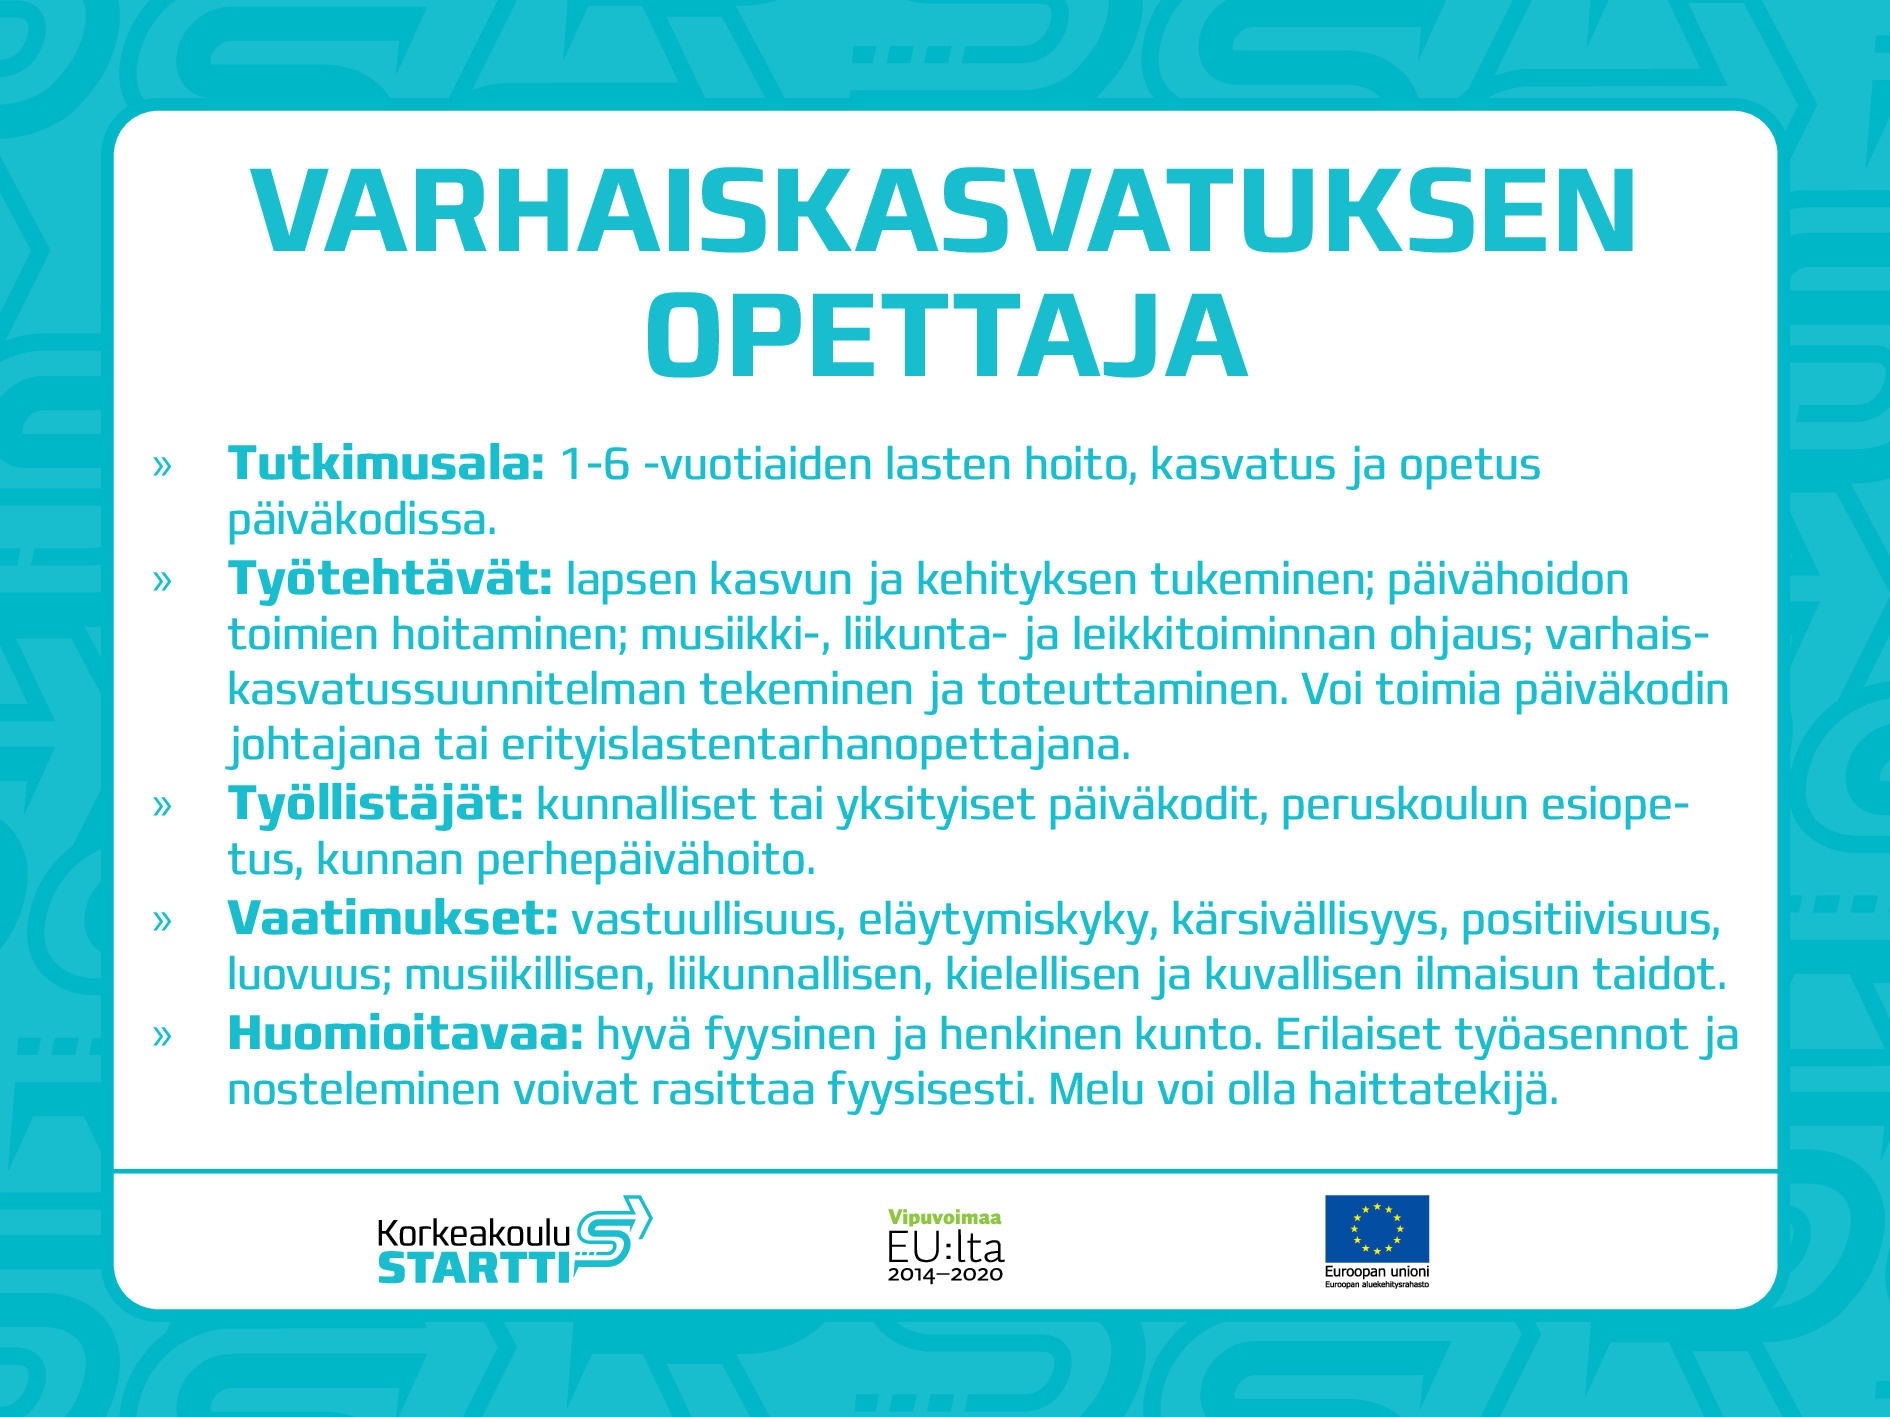 VARHAISKASVATUKSEN
OPETTAJA
» Tutkimusala: 1-6 -vuotiaiden lasten hoito, kasvatus ja opetus
päiväkodissa.
» Työtehtävät: lapsen kasvun ja kehityksen tukeminen; päivähoidon
toimien hoitaminen; musiikki-, liikunta- ja leikkitoiminnan ohjaus; varhais-
kasvatussuunnitelman tekeminen ja toteuttaminen. Voi toimia päiväkodin
johtajana tai erityislastentarhanopettajana.
» Työllistäjät: kunnalliset tai yksityiset päiväkodit, peruskoulun esiope-
tus, kunnan perhepäivähoito.
» Vaatimukset: vastuullisuus, eläytymiskyky, kärsivällisyys, positiivisuus,
luovuus; musiikillisen, liikunnallisen, kielellisen ja kuvallisen ilmaisun taidot.
» Huomioitavaa: hyvä fyysinen ja henkinen kunto. Erilaiset työasennot ja
nosteleminen voivat rasittaa fyysisesti. Melu voi olla haittatekijä.
Korkeakoulu
STARTTI
Vipuvoimaa
EU:lta
2014–2020
Euroopan unioni
Euroopan aluekehitysrahasto